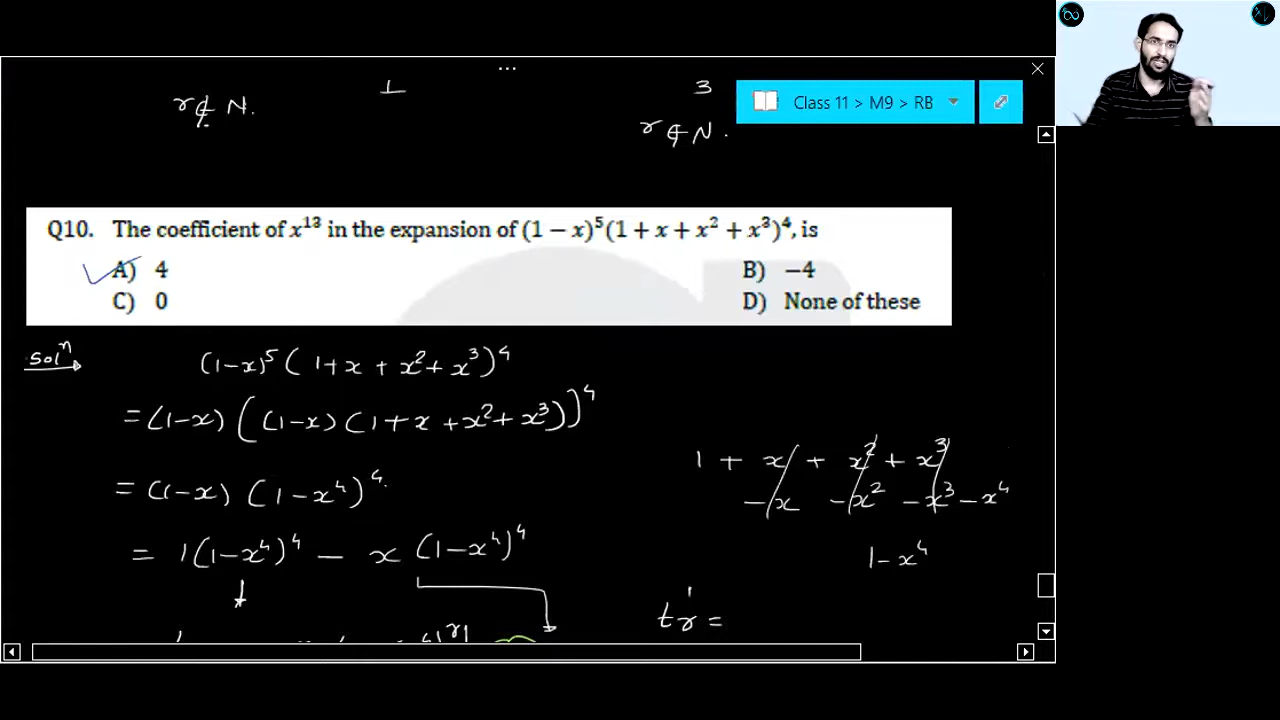 r∉N.
1
3
r∉N.
Class 11 > M9 > RB
Q10. The coefficient of x¹³ in the expansion of (1 − x)⁵(1 + x + x² + x³)⁴, is
A) 4
B) −4
C) 0
D) None of these
Solⁿ
(1-x)⁵(1+x+x²+x³)⁴
=(1-x)((1-x)(1+x+x²+x³))⁴
=(1-x)(1-x⁴)⁴
= 1(1-x⁴)⁴ - x(1-x⁴)⁴
1 + x + x² + x³
-x -x² -x³ -x⁴
1-x⁴
tr' =